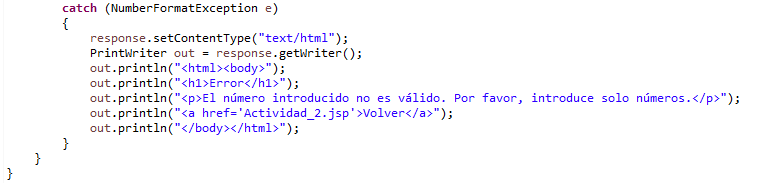 catch (NumberFormatException e)
{
response.setContentType("text/html");
PrintWriter out = response.getWriter();
out.println("<html><body>");
out.println("<h1>Error</h1>");
out.println("<p>El número introducido no es válido. Por favor, introduce solo números.</p>");
out.println("<a href='Actividad_2.jsp'>Volver</a>");
out.println("</body></html>");
}
}
}